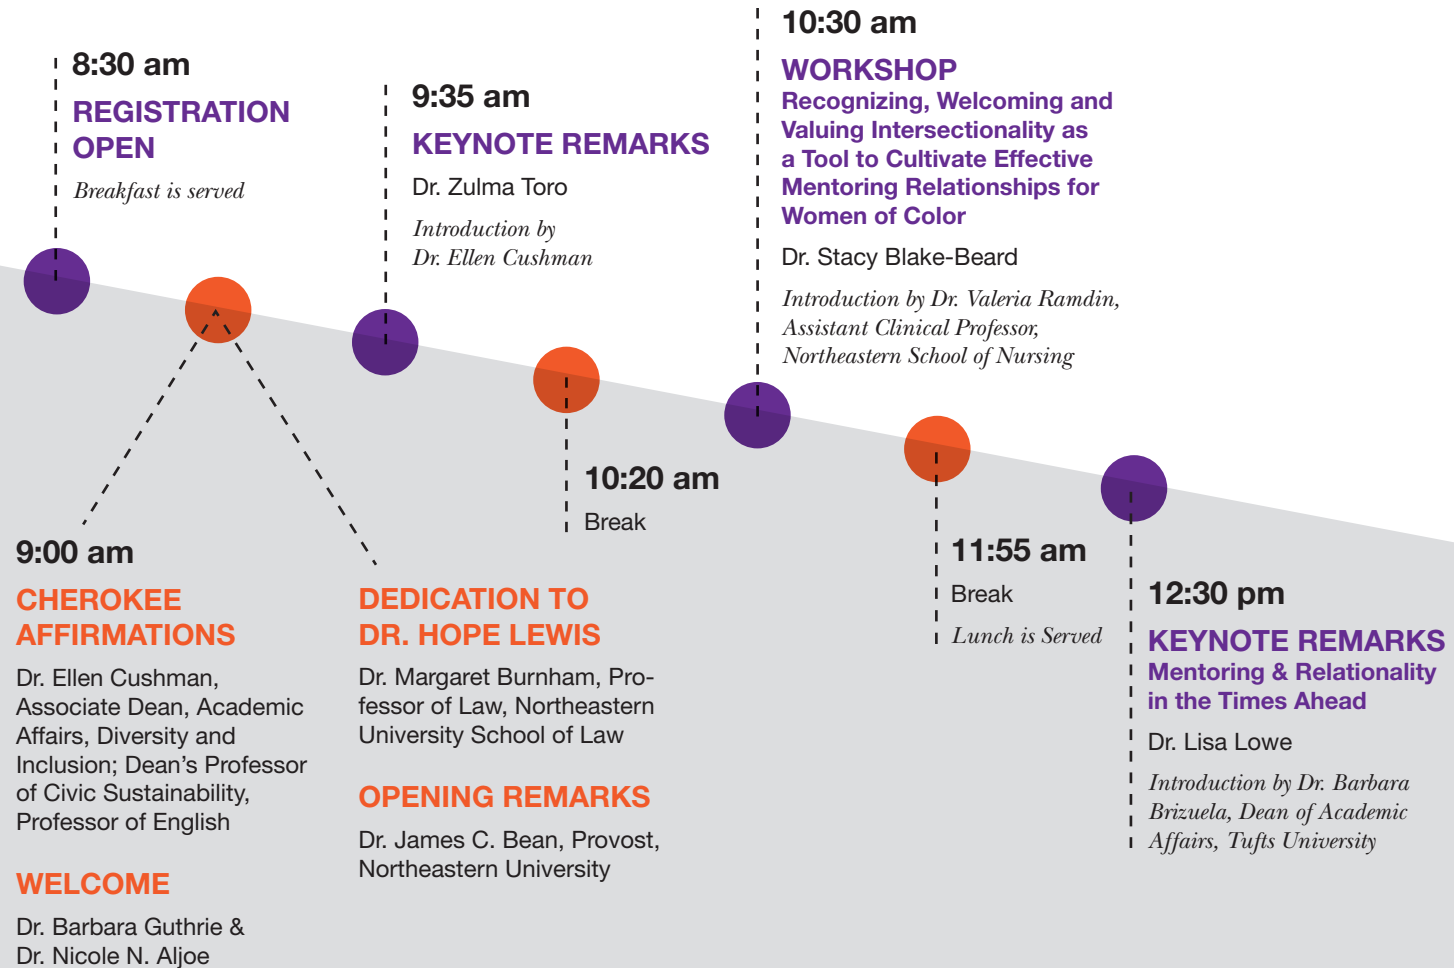 8:30 am
REGISTRATION
OPEN
Breakfast is served
9:00 am
CHEROKEE
AFFIRMATIONS
Dr. Ellen Cushman,
Associate Dean, Academic
Affairs, Diversity and
Inclusion; Dean’s Professor
of Civic Sustainability,
Professor of English
WELCOME
Dr. Barbara Guthrie &
Dr. Nicole N. Aljoe
DEDICATION TO
DR. HOPE LEWIS
Dr. Margaret Burnham, Pro-
fessor of Law, Northeastern
University School of Law
OPENING REMARKS
Dr. James C. Bean, Provost,
Northeastern University
9:35 am
KEYNOTE REMARKS
Dr. Zulma Toro
Introduction by
Dr. Ellen Cushman
10:20 am
Break
10:30 am
WORKSHOP
Recognizing, Welcoming and
Valuing Intersectionality as
a Tool to Cultivate Effective
Mentoring Relationships for
Women of Color
Dr. Stacy Blake-Beard
Introduction by Dr. Valeria Ramdin,
Assistant Clinical Professor,
Northeastern School of Nursing
11:55 am
Break
Lunch is Served
12:30 pm
KEYNOTE REMARKS
Mentoring & Relationality
in the Times Ahead
Dr. Lisa Lowe
Introduction by Dr. Barbara
Brizuela, Dean of Academic
Affairs, Tufts University